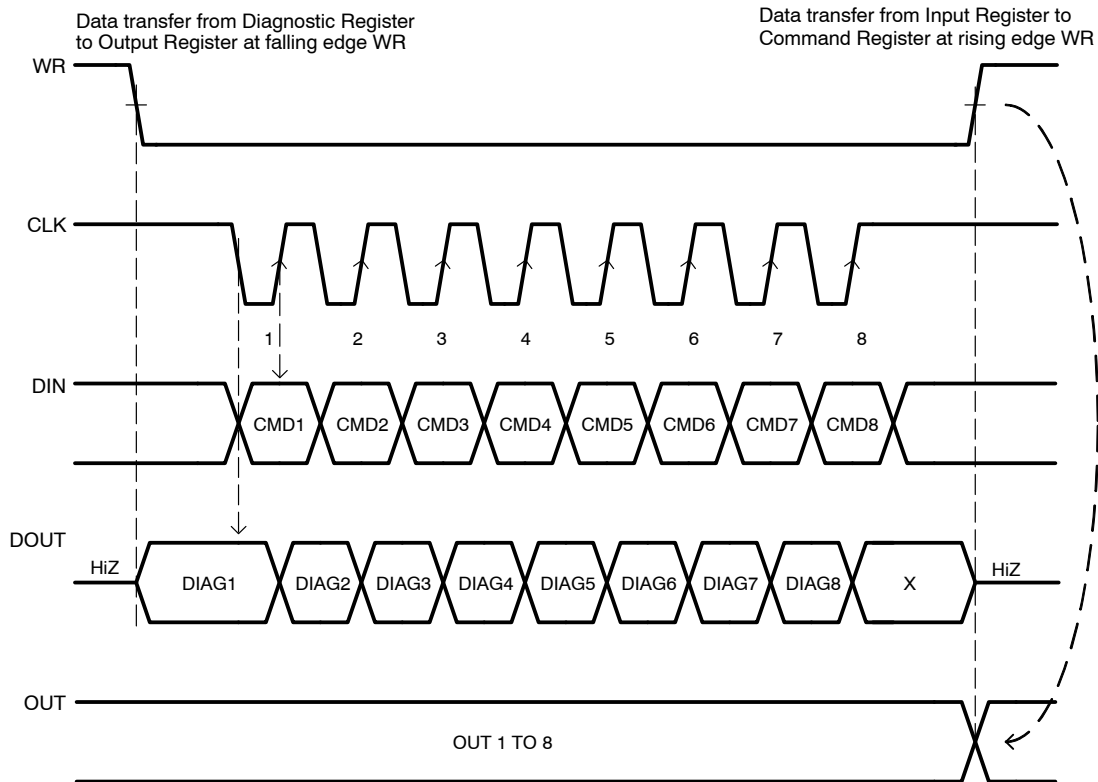 Data transfer from Diagnostic Register
to Output Register at falling edge WR
Data transfer from Input Register to
Command Register at rising edge WR
WR
CLK
1 2 3 4 5 6 7 8
DIN
CMD1 CMD2 CMD3 CMD4 CMD5 CMD6 CMD7 CMD8
DOUT
HiZ DIAG1 DIAG2 DIAG3 DIAG4 DIAG5 DIAG6 DIAG7 DIAG8 X HiZ
OUT
OUT 1 TO 8